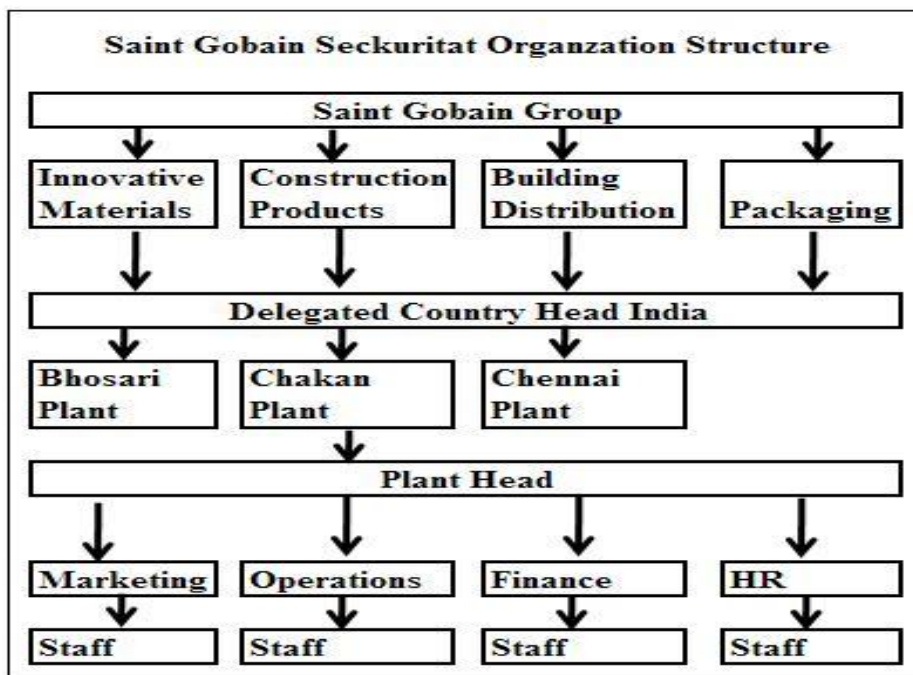 Saint Gobain Seckuritat Organzation Structure
Saint Gobain Group
Innovative
Materials
Construction
Products
Building
Distribution
Packaging
Delegated Country Head India
Bhosari
Plant
Chakan
Plant
Chennai
Plant
Plant Head
Marketing
Operations
Finance
HR
Staff
Staff
Staff
Staff